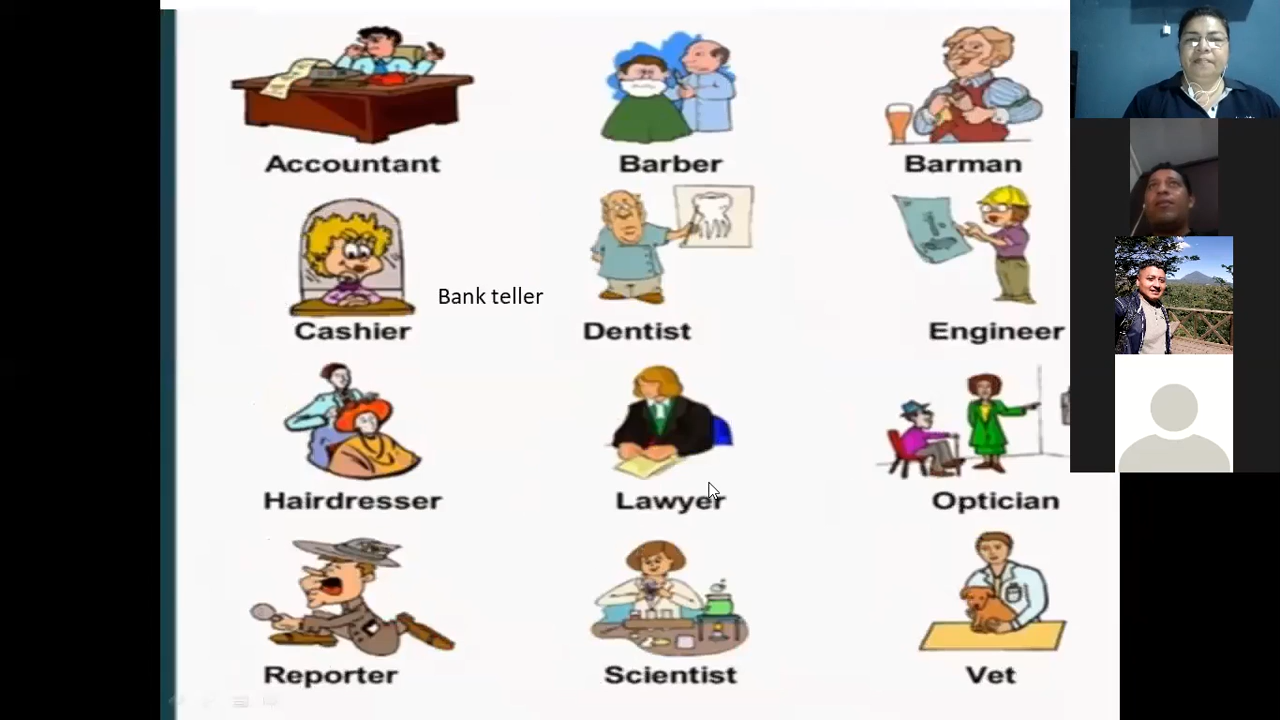 Accountant
Barber
Barman
Bank teller
Cashier
Dentist
Engineer
Hairdresser
Lawyer
Optician
Reporter
Scientist
Vet